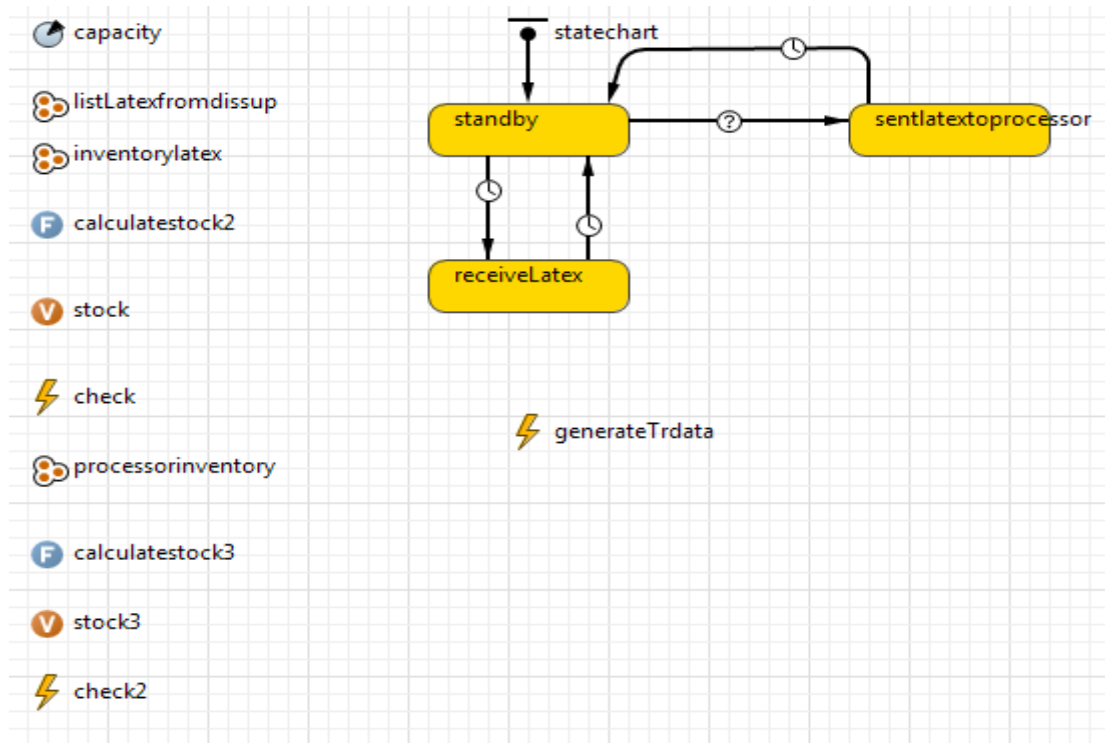 capacity
statechart
listLatexfromdissup
standby
sentlatextoprocessor
?
inventorylatex
F calculatestock2
receiveLatex
V stock
check
generateTrdata
processorinventory
F calculatestock3
V stock3
check2